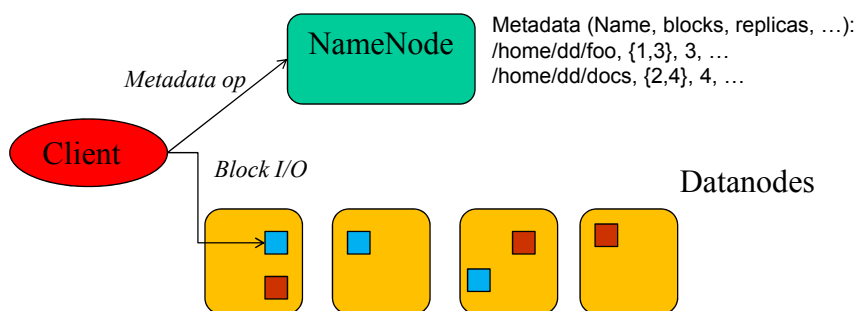 NameNode
Metadata (Name, blocks, replicas, …):
/home/dd/foo, {1,3}, 3, …
/home/dd/docs, {2,4}, 4, …
Metadata op
Client
Block I/O
Datanodes